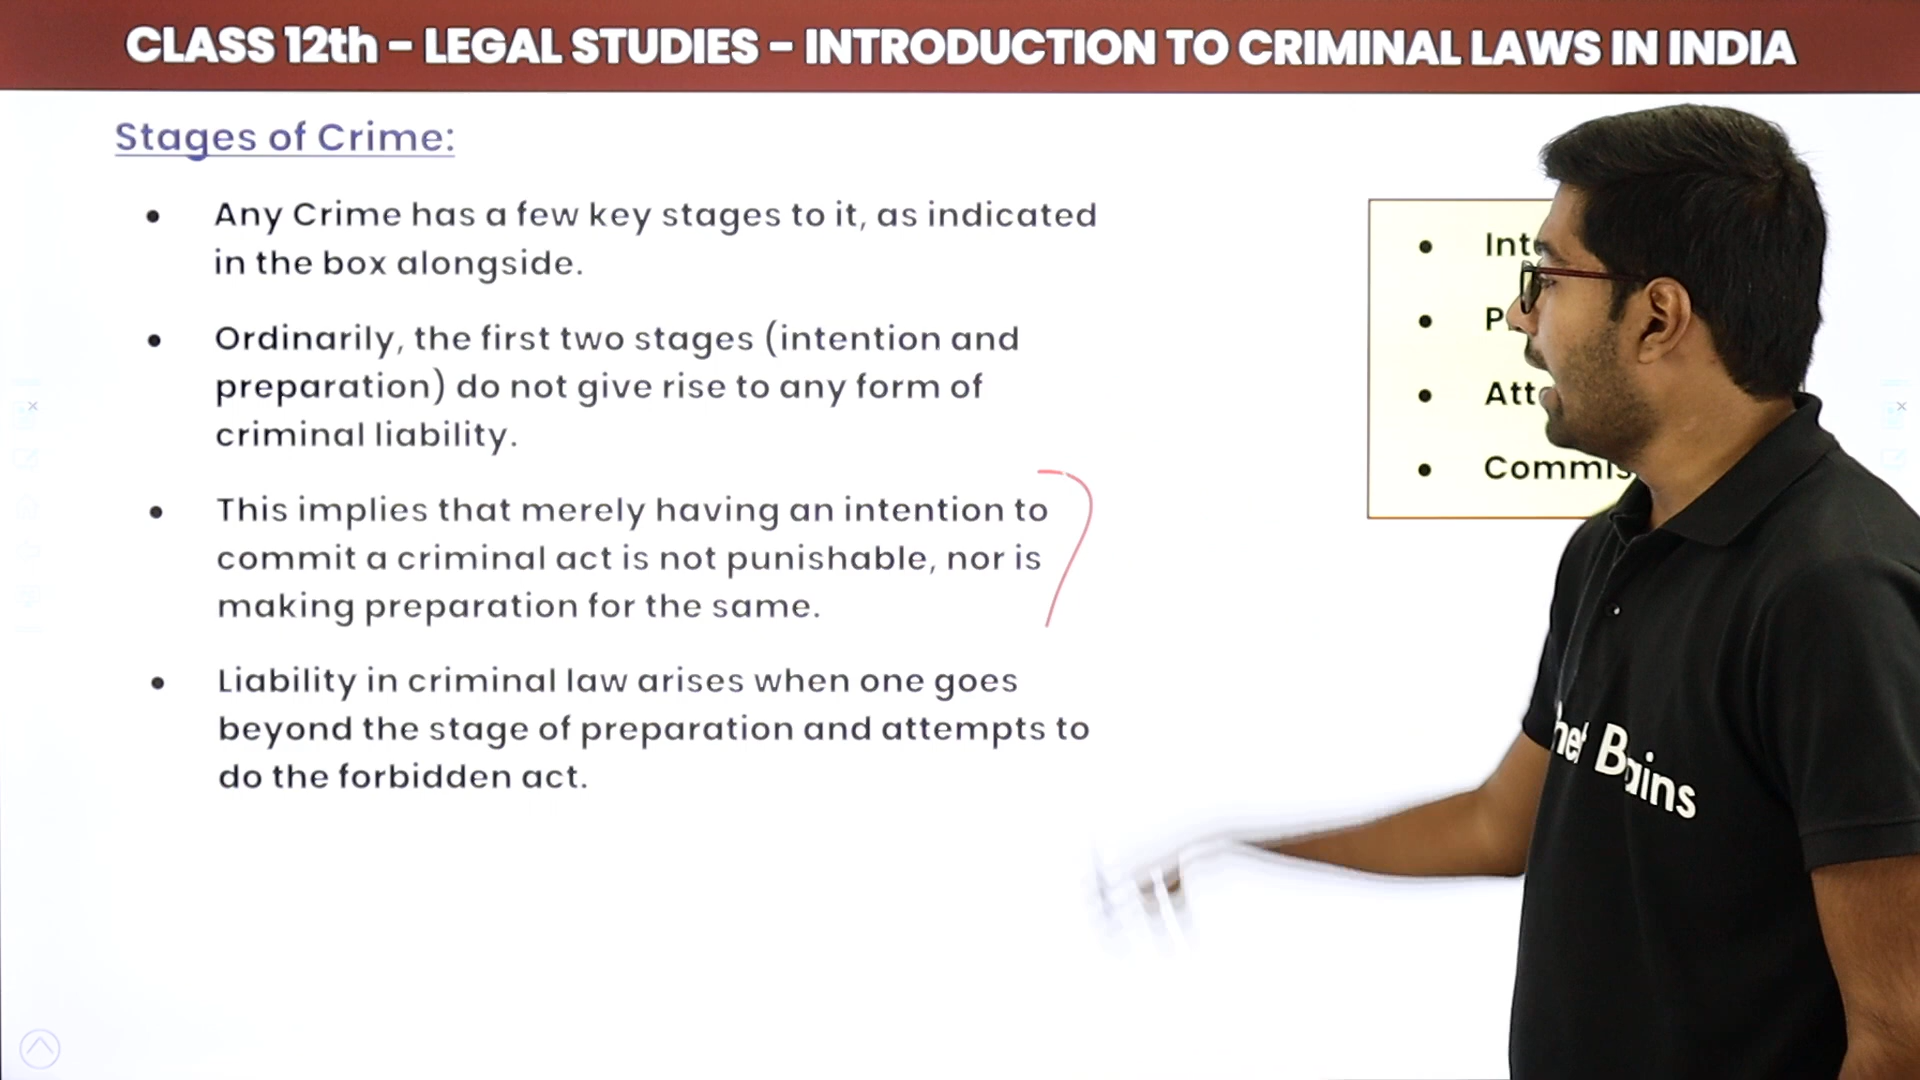 CLASS 12th – LEGAL STUDIES – INTRODUCTION TO CRIMINAL LAWS IN INDIA
Stages of Crime:
• Any Crime has a few key stages to it, as indicated
in the box alongside.
• Ordinarily, the first two stages (intention and
preparation) do not give rise to any form of
criminal liability.
• This implies that merely having an intention to
commit a criminal act is not punishable, nor is
making preparation for the same.
• Liability in criminal law arises when one goes
beyond the stage of preparation and attempts to
do the forbidden act.
Brains